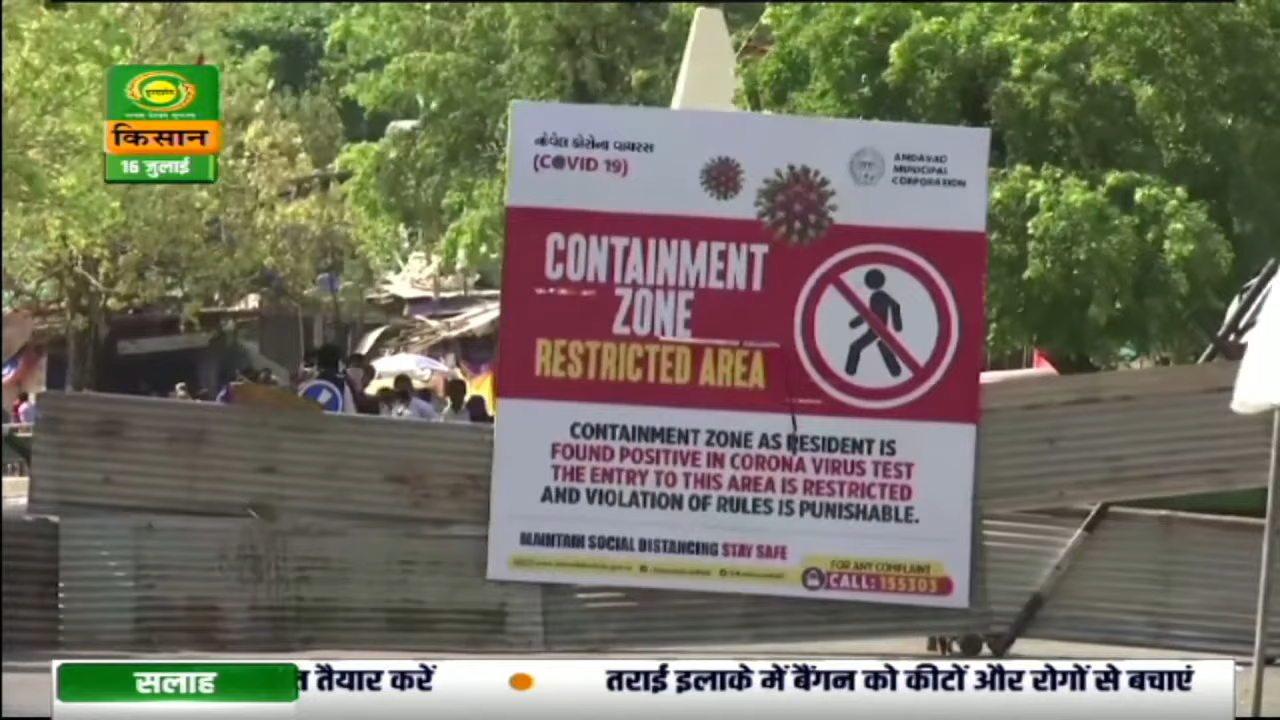 किसान
16 जुलाई
નોવેલ કોરોના વાયરસ
(COVID 19)
AMDAVAD
MUNICIPAL
CORPORATION
CONTAINMENT
ZONE
RESTRICTED AREA
CONTAINMENT ZONE AS RESIDENT IS
FOUND POSITIVE IN CORONA VIRUS TEST
THE ENTRY TO THIS AREA IS RESTRICTED
AND VIOLATION OF RULES IS PUNISHABLE.
MAINTAIN SOCIAL DISTANCING STAY SAFE
FOR ANY COMPLAINT
CALL: 155303
सलाह
तैयार करें
तराई इलाके में बैंगन को कीटों और रोगों से बचाएं